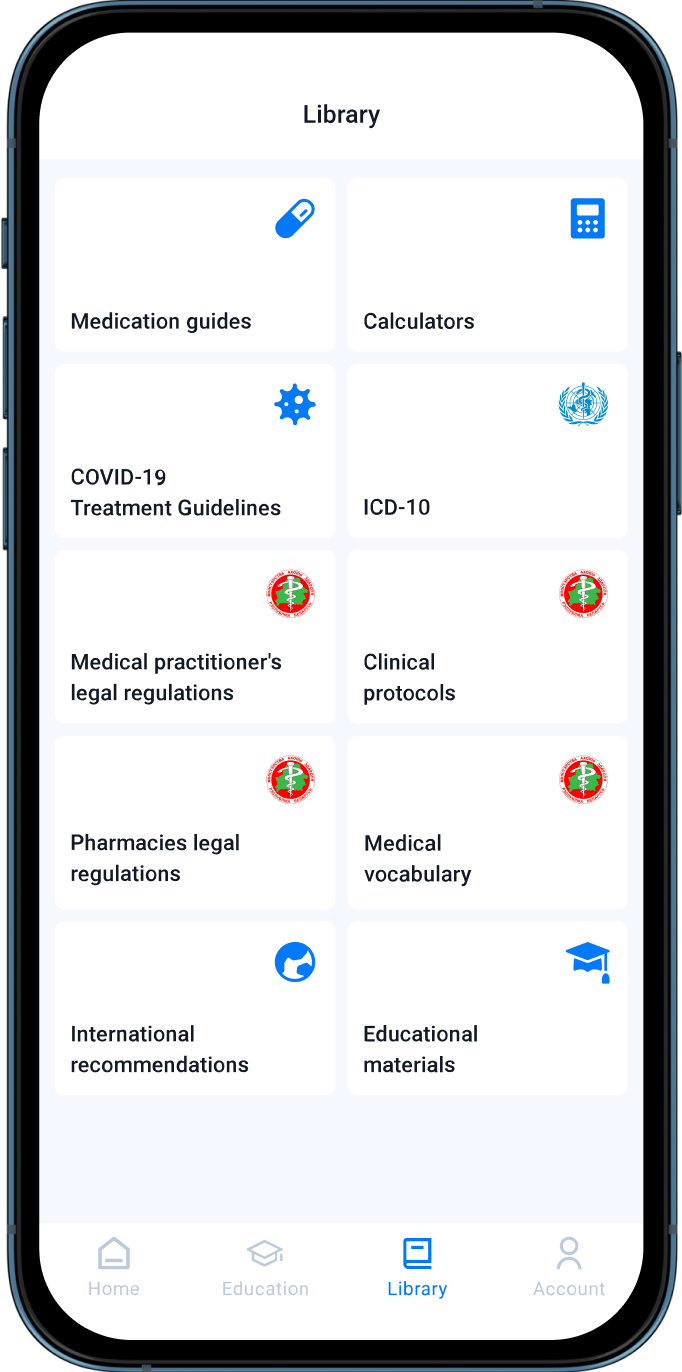 Library
Medication guides
Calculators
COVID-19
Treatment Guidelines
ICD-10
Medical practitioner's
legal regulations
Clinical
protocols
Pharmacies legal
regulations
Medical
vocabulary
International
recommendations
Educational
materials
Home
Education
Library
Account